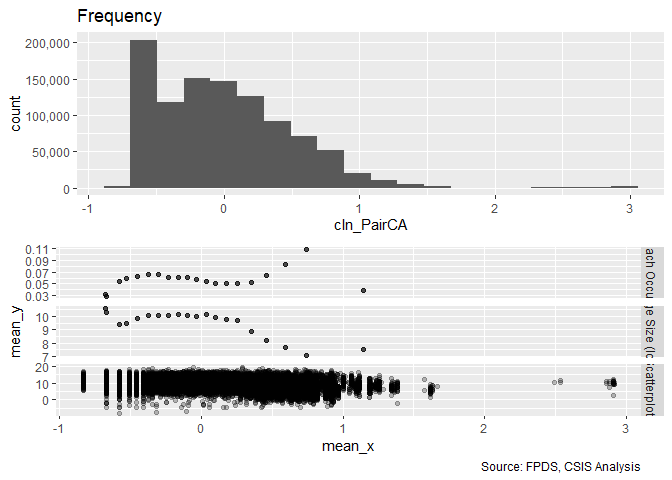 Frequency
200,000
150,000
100,000
50,000
0
count
-1 0 1 2 3
cln_PairCA
0.11
0.09
0.07
0.05
0.03
10
9
8
7
20
10
0
mean_y
-1 0 1 2 3
mean_x
Scatterplot
Source: FPDS, CSIS Analysis